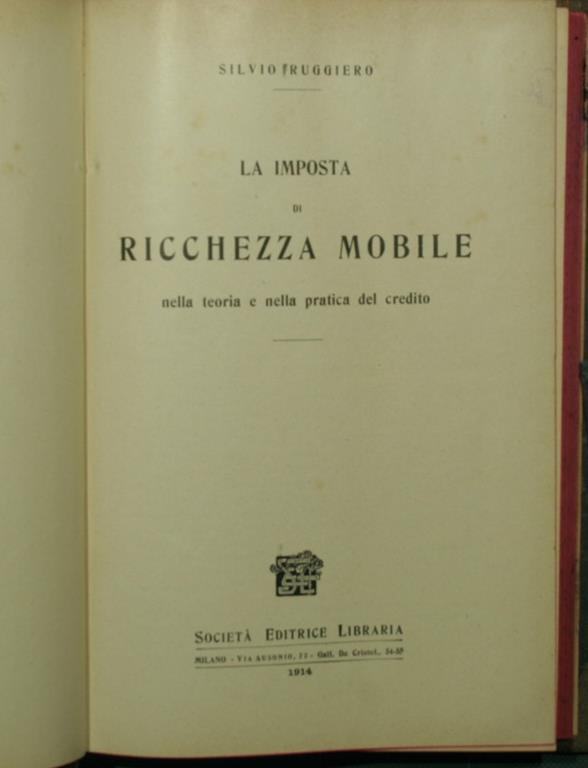 SILVIO RUGGIERO
LA IMPOSTA
DI
RICCHEZZA MOBILE
nella teoria e nella pratica del credito
SOCIETÀ EDITRICE LIBRARIA
MILANO - VIA AUSONIO, 22 - Gall. De Cristof., 54-55
1914